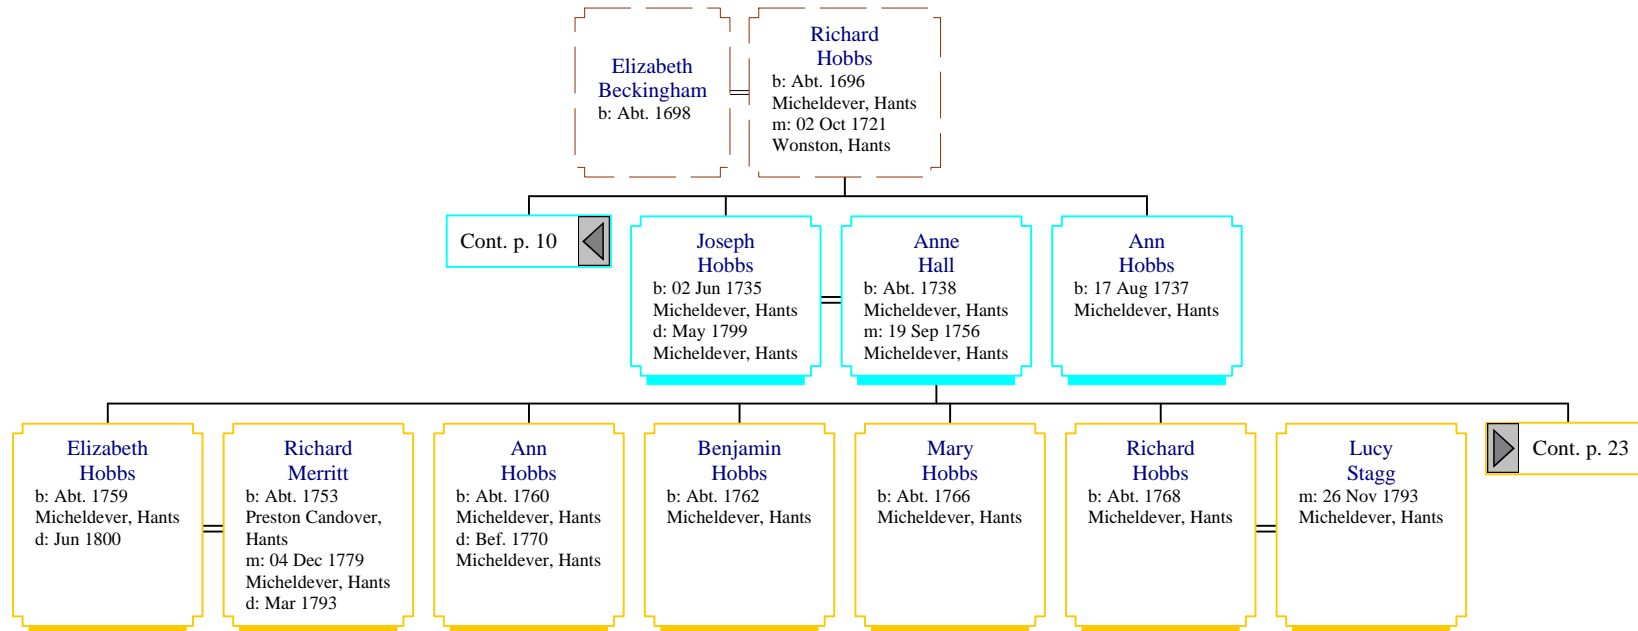 Elizabeth
Beckingham
b: Abt. 1698
Richard
Hobbs
b: Abt. 1696
Micheldever, Hants
m: 02 Oct 1721
Wonston, Hants
Cont. p. 10
Joseph
Hobbs
b: 02 Jun 1735
Micheldever, Hants
d: May 1799
Micheldever, Hants
Anne
Hall
b: Abt. 1738
Micheldever, Hants
m: 19 Sep 1756
Micheldever, Hants
Ann
Hobbs
b: 17 Aug 1737
Micheldever, Hants
Elizabeth
Hobbs
b: Abt. 1759
Micheldever, Hants
d: Jun 1800
Richard
Merritt
b: Abt. 1753
Preston Candover,
Hants
m: 04 Dec 1779
Micheldever, Hants
d: Mar 1793
Ann
Hobbs
b: Abt. 1760
Micheldever, Hants
d: Bef. 1770
Micheldever, Hants
Benjamin
Hobbs
b: Abt. 1762
Micheldever, Hants
Mary
Hobbs
b: Abt. 1766
Micheldever, Hants
Richard
Hobbs
b: Abt. 1768
Micheldever, Hants
Lucy
Stagg
m: 26 Nov 1793
Micheldever, Hants
Cont. p. 23